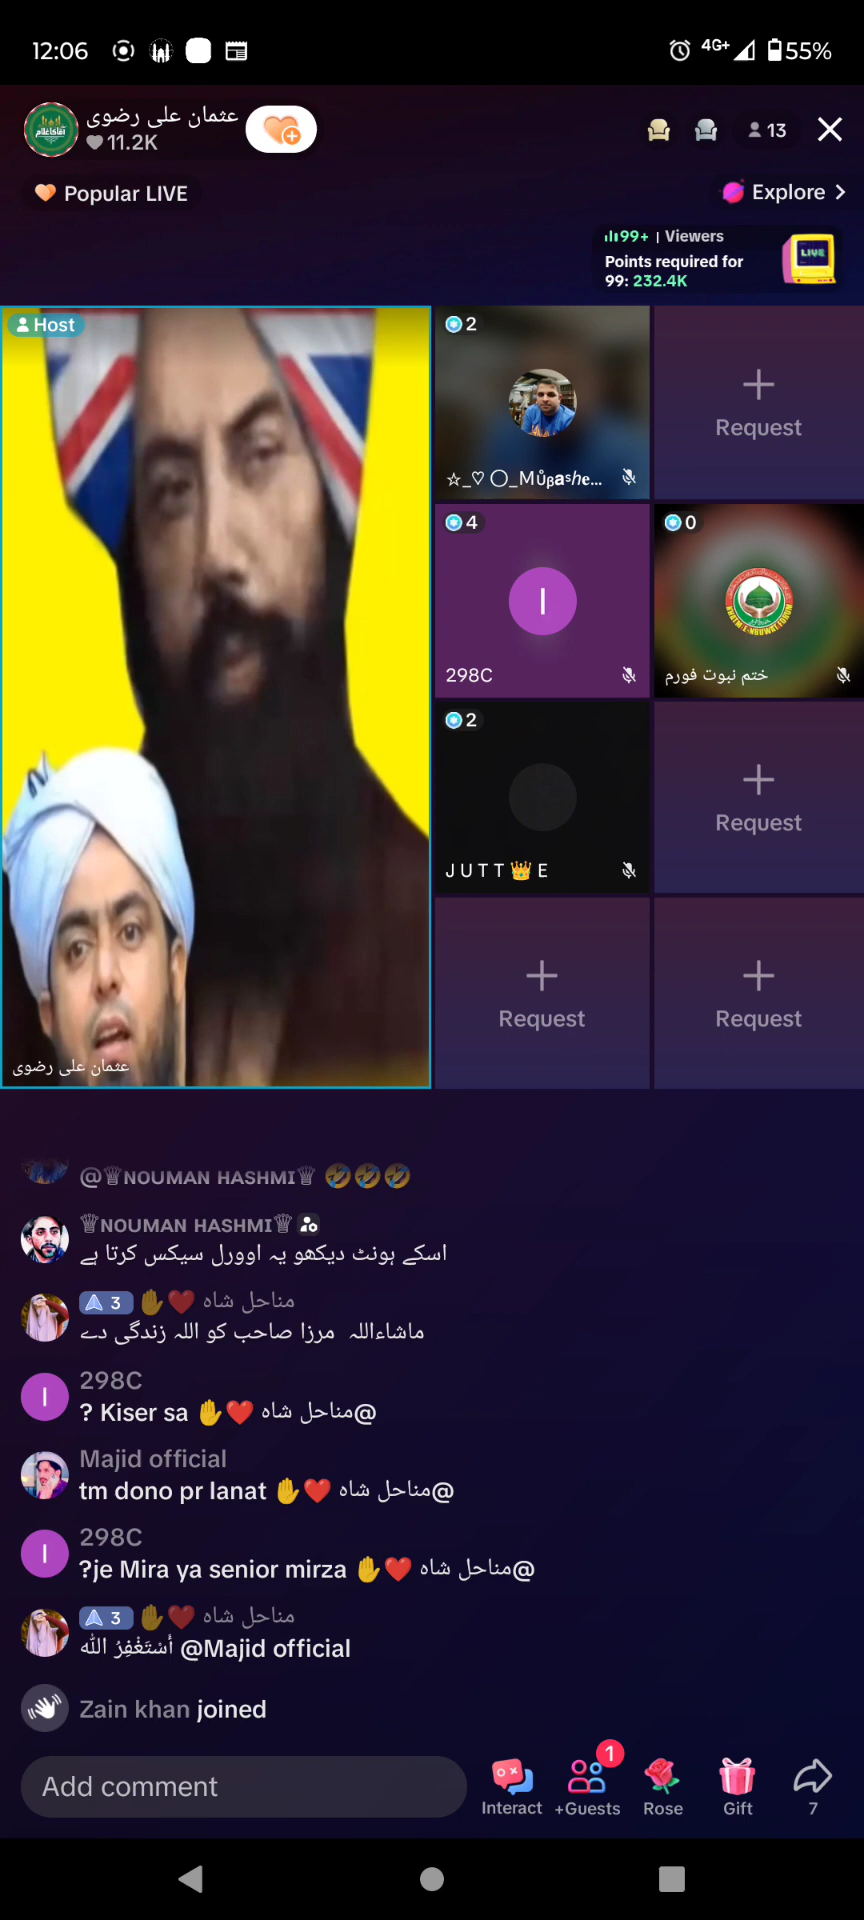 12:06
4G+
55%
عثمان علی رضوی
11.2K
13
Popular LIVE
Explore
99+ | Viewers
Points required for
99: 232.4K
LIVE
Host
2
Request
4
I
298C
0
KHATM-E-NBUWAT FORUM
ختم نبوت فورم
2
J U T T 👑 E
Request
Request
Request
عثمان علی رضوی
@♕NOUMAN HASHMI♕ 🤣🤣🤣
♕NOUMAN HASHMI♕
اسکے ہونٹ دیکھو یہ اوورل سیکس کرتا ہے
3 ✋❤️ مناحل شاہ
ماشاءاللہ مرزا صاحب کو اللہ زندگی دے
I
298C
? Kiser sa ✋❤️ مناحل شاہ@
Majid official
tm dono pr lanat ✋❤️ مناحل شاہ@
I
298C
?je Mira ya senior mirza ✋❤️ مناحل شاہ@
3 ✋❤️ مناحل شاہ
أَسْتَغْفِرُ اللّٰه @Majid official
Zain khan joined
Add comment
1
Interact
+Guests
Rose
Gift
7